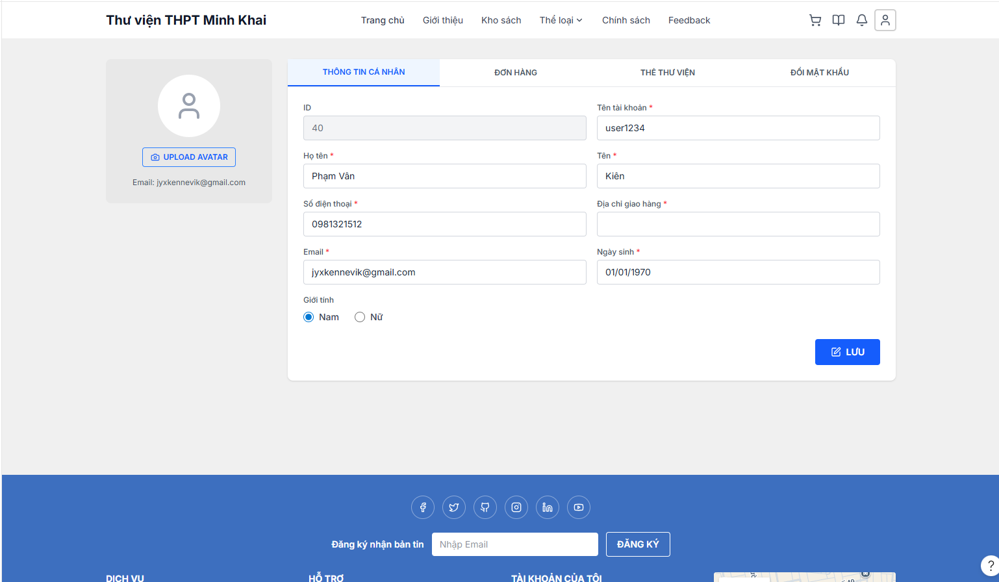 Thư viện THPT Minh Khai
Trang chủ Giới thiệu Kho sách Thể loại Chính sách Feedback
UPLOAD AVATAR
Email: jyxkennevik@gmail.com
THÔNG TIN CÁ NHÂN ĐƠN HÀNG THẺ THƯ VIỆN ĐỔI MẬT KHẨU
ID
40
Tên tài khoản *
user1234
Họ tên *
Phạm Vân
Tên *
Kiên
Số điện thoại *
0981321512
Địa chỉ giao hàng *
Email *
jyxkennevik@gmail.com
Ngày sinh *
01/01/1970
Giới tính
Nam Nữ
LƯU
Đăng ký nhận bản tin Nhập Email ĐĂNG KÝ
DỊCH VỤ HỖ TRỢ TÀI KHOẢN CỦA TÔI
?